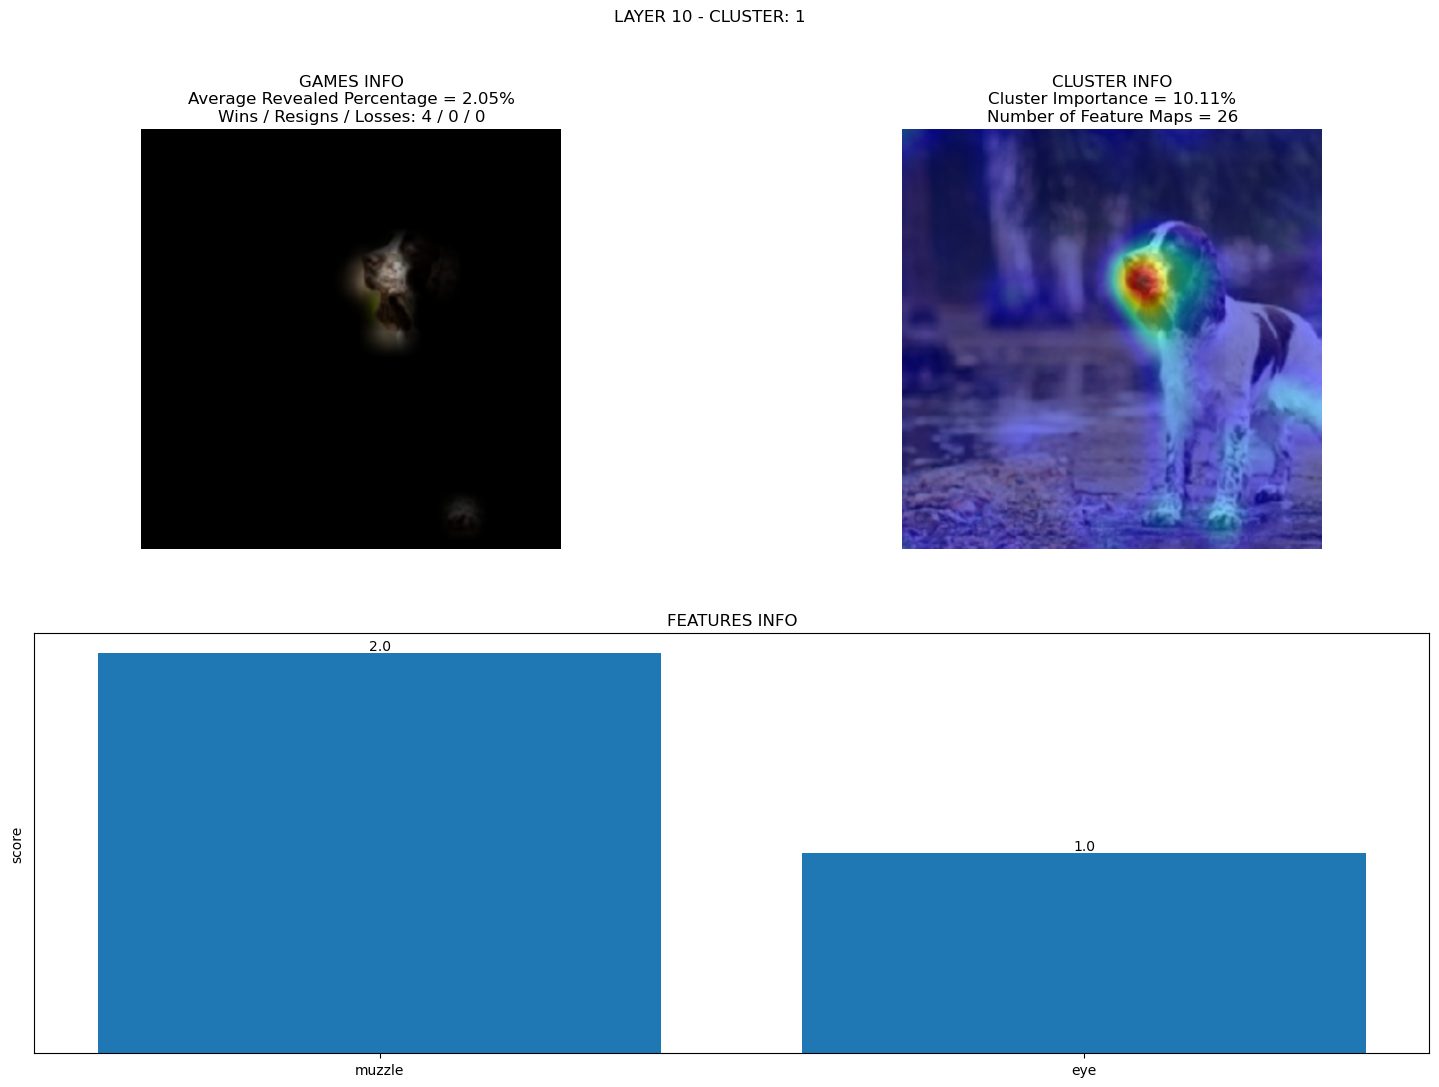 LAYER 10 - CLUSTER: 1
GAMES INFO
Average Revealed Percentage = 2.05%
Wins / Resigns / Losses: 4 / 0 / 0
CLUSTER INFO
Cluster Importance = 10.11%
Number of Feature Maps = 26
FEATURES INFO
score
2.0
1.0
muzzle
eye